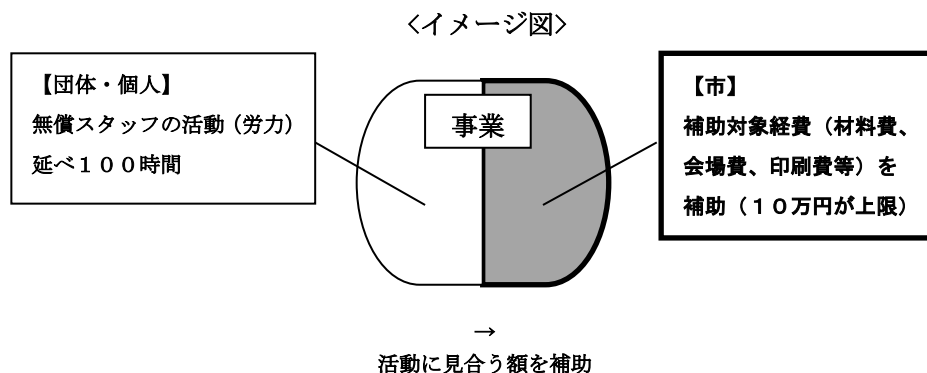 <イメージ図>
【団体・個人】
無償スタッフの活動（労力）
延べ１００時間
事業
【市】
補助対象経費（材料費、
会場費、印刷費等）を
補助（１０万円が上限）
→
活動に見合う額を補助